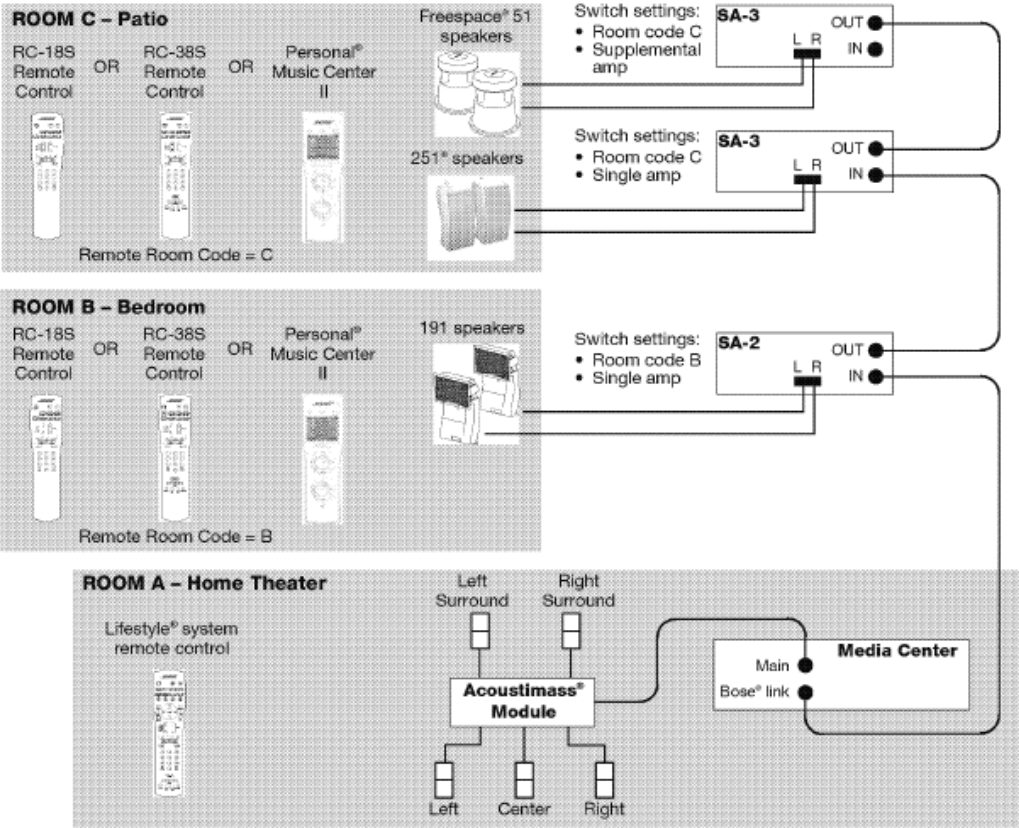 ROOM C – Patio
RC-18S
Remote
Control
OR
RC-38S
Remote
Control
OR
Personal®
Music Center
II
Remote Room Code = C
Freespace® 51
speakers
251® speakers
Switch settings:
• Room code C
• Supplemental
amp
SA-3
L R
OUT
IN
Switch settings:
• Room code C
• Single amp
SA-3
L R
OUT
IN
ROOM B – Bedroom
RC-18S
Remote
Control
OR
RC-38S
Remote
Control
OR
Personal®
Music Center
II
Remote Room Code = B
191 speakers
Switch settings:
• Room code B
• Single amp
SA-2
L R
OUT
IN
ROOM A – Home Theater
Lifestyle® system
remote control
Left
Surround
Right
Surround
Acoustimass®
Module
Left
Center
Right
Media Center
Main
Bose® link